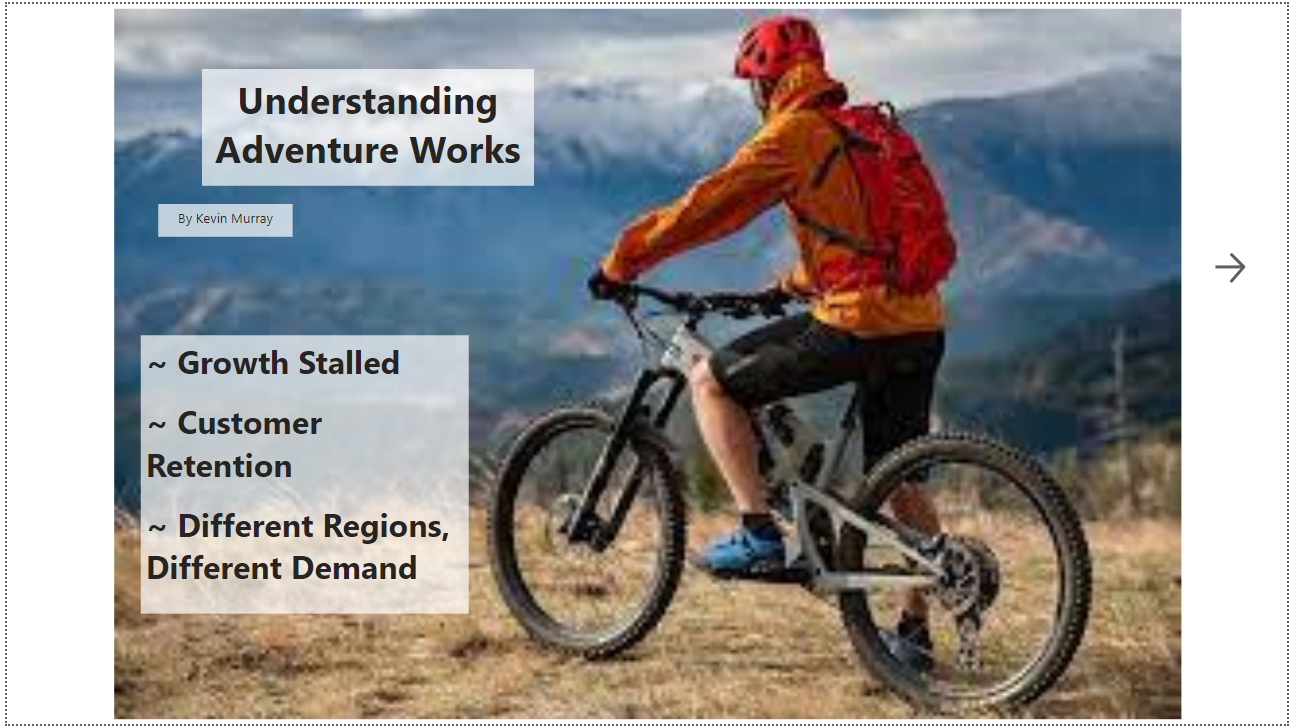 Understanding
Adventure Works
By Kevin Murray
~ Growth Stalled
~ Customer
Retention
~ Different Regions,
Different Demand